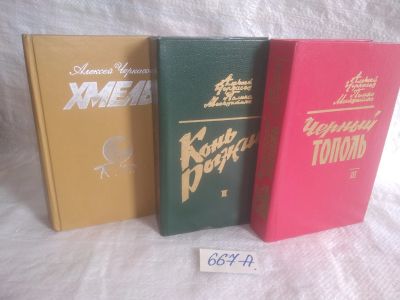 Алексей Черкасов
ХМЕЛЬ
Алексей
Черкасов
Полина
Москвитина
Конь
Рыжий
II
Алексей
Черкасов
Полина
Москвитина
Черный
ТОПОЛЬ
III
667-А.